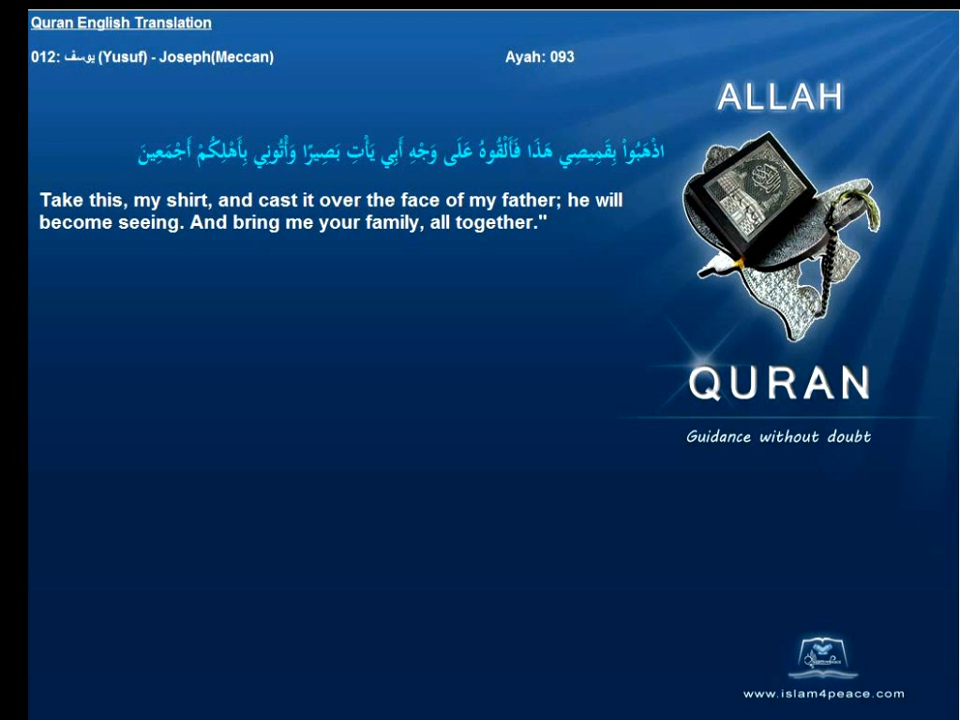 Quran English Translation
012: يوسف (Yusuf) - Joseph(Meccan)
Ayah: 093
ALLAH
اذْهَبُواْ بِقَمِيصِي هَذَا فَأَلْقُوهُ عَلَى وَجْهِ أَبِي يَأْتِ بَصِيرًا وَأْتُونِي بِأَهْلِكُمْ أَجْمَعِينَ
Take this, my shirt, and cast it over the face of my father; he will
become seeing. And bring me your family, all together."
QURAN
Guidance without doubt
www.islam4peace.com